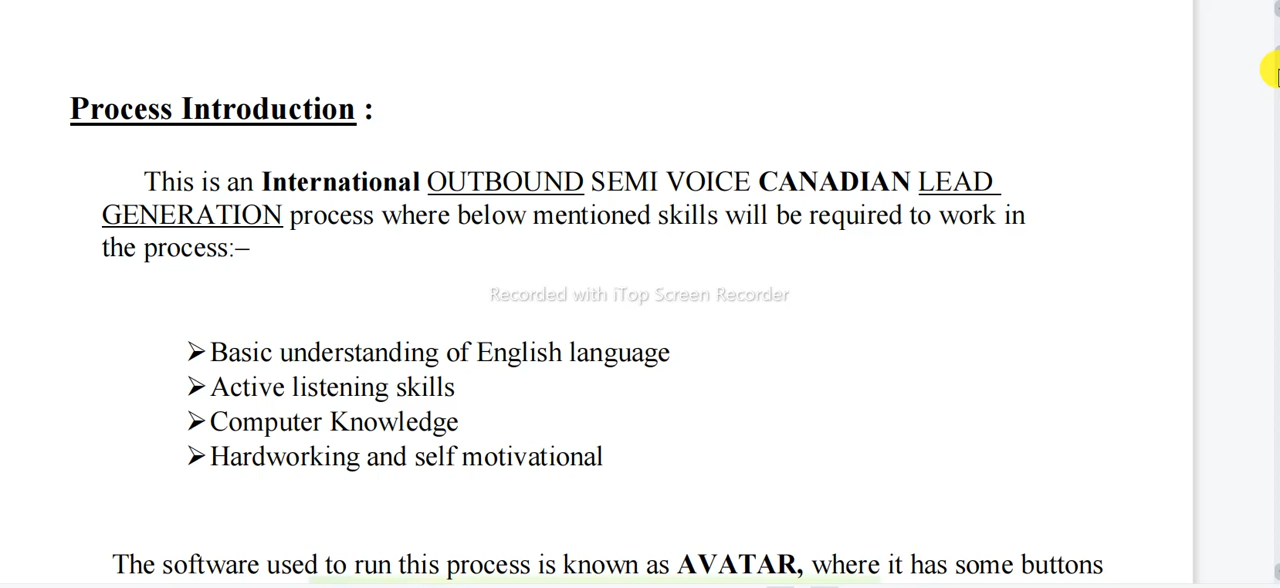 Process Introduction :
This is an International OUTBOUND SEMI VOICE CANADIAN LEAD
GENERATION process where below mentioned skills will be required to work in
the process:–
Recorded with iTop Screen Recorder
➢Basic understanding of English language
➢Active listening skills
➢Computer Knowledge
➢Hardworking and self motivational
The software used to run this process is known as AVATAR, where it has some buttons